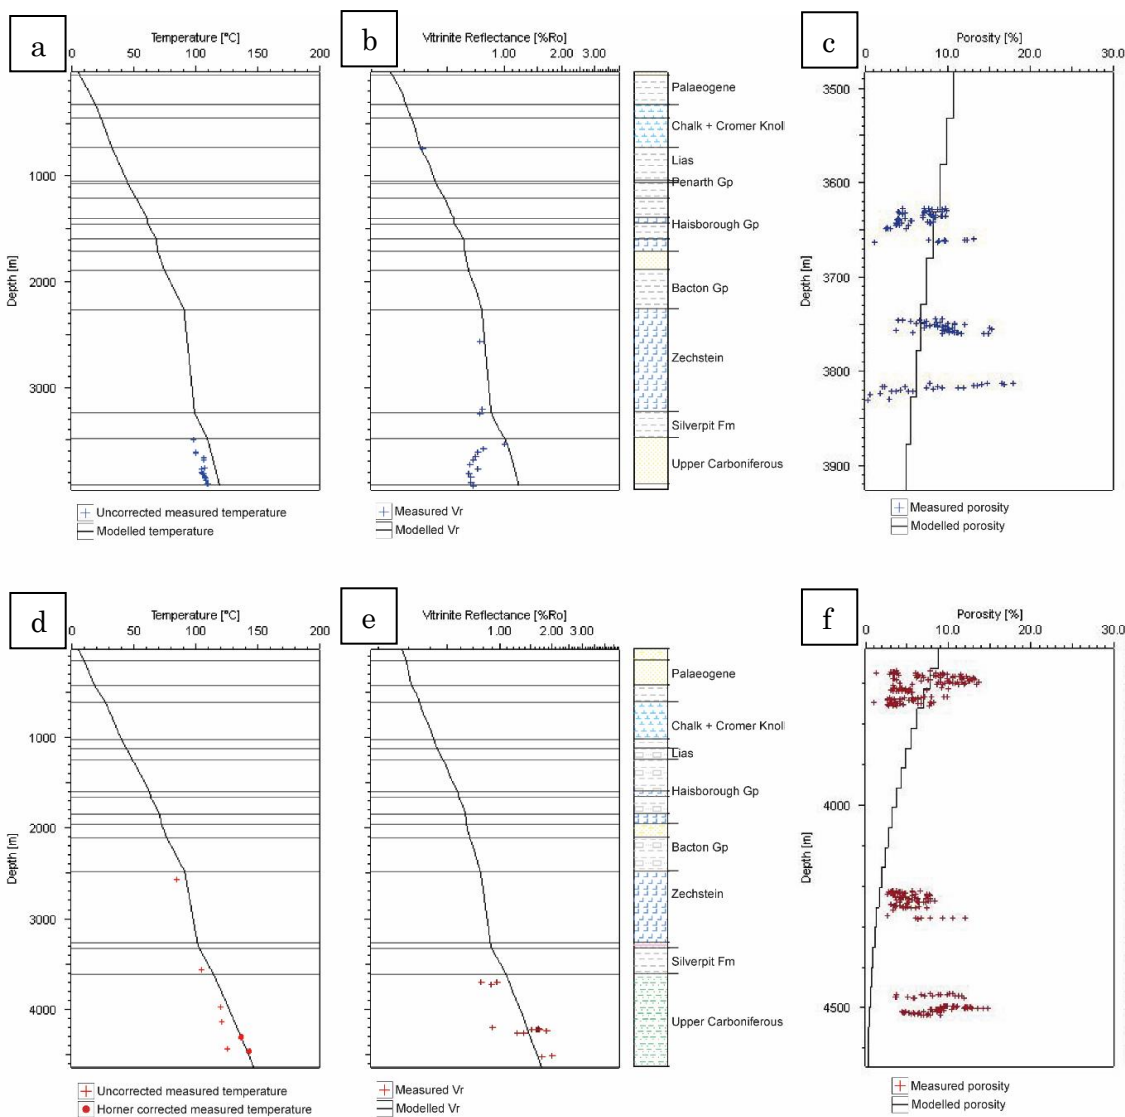 a
Temperature [°C]
0 50 100 150 200
1000
2000
3000
Depth [m]
Uncorrected measured temperature
Modelled temperature
b
Vitrinite Reflectance [%Ro]
1.00 3.00
Measured Vr
Modelled Vr
Palaeogene
Chalk + Cromer Knoll
Lias
Penarth Gp
Haisborough Gp
Bacton Gp
Zechstein
Silverpit Fm
Upper Carboniferous
c
Porosity [%]
0 10.0 30.0
3500
3600
3700
3800
3900
Depth [m]
Measured porosity
Modelled porosity
d
Temperature [°C]
0 50 100 150 200
1000
2000
3000
4000
Depth [m]
Uncorrected measured temperature
Horner corrected measured temperature
e
Vitrinite Reflectance [%Ro]
1.00 2.00 3.00
Measured Vr
Modelled Vr
Palaeogene
Chalk + Cromer Knoll
Lias
Haisborough Gp
Bacton Gp
Zechstein
Silverpit Fm
Upper Carboniferous
f
Porosity [%]
0 10.0 30.0
4000
4500
Depth [m]
Measured porosity
Modelled porosity